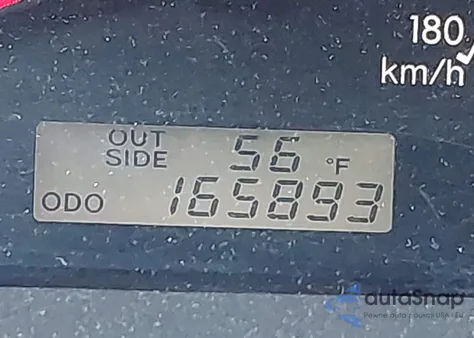 180
km/h
OUT
SIDE 56 °F
ODO 165893
autoSnap